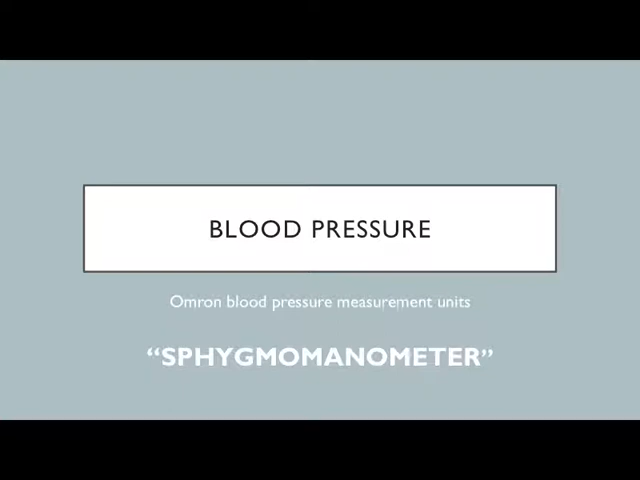 BLOOD PRESSURE
Omron blood pressure measurement units
“SPHYGMOMANOMETER”